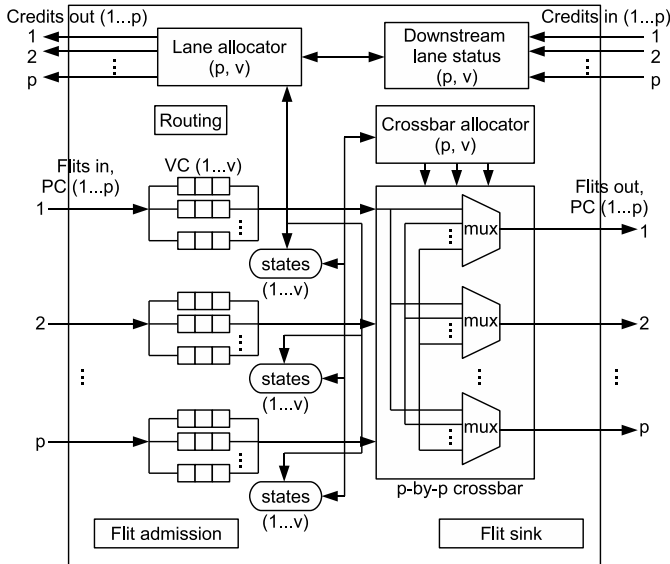 Credits out (1...p)
1
2
p
Lane allocator
(p, v)
Downstream
lane status
(p, v)
Credits in (1...p)
1
2
p
Routing
Crossbar allocator
(p, v)
Flits in,
PC (1...p)
VC (1...v)
Flits out,
PC (1...p)
1
mux
1
states
(1...v)
2
mux
2
states
(1...v)
p
mux
p
states
(1...v)
p-by-p crossbar
Flit admission
Flit sink